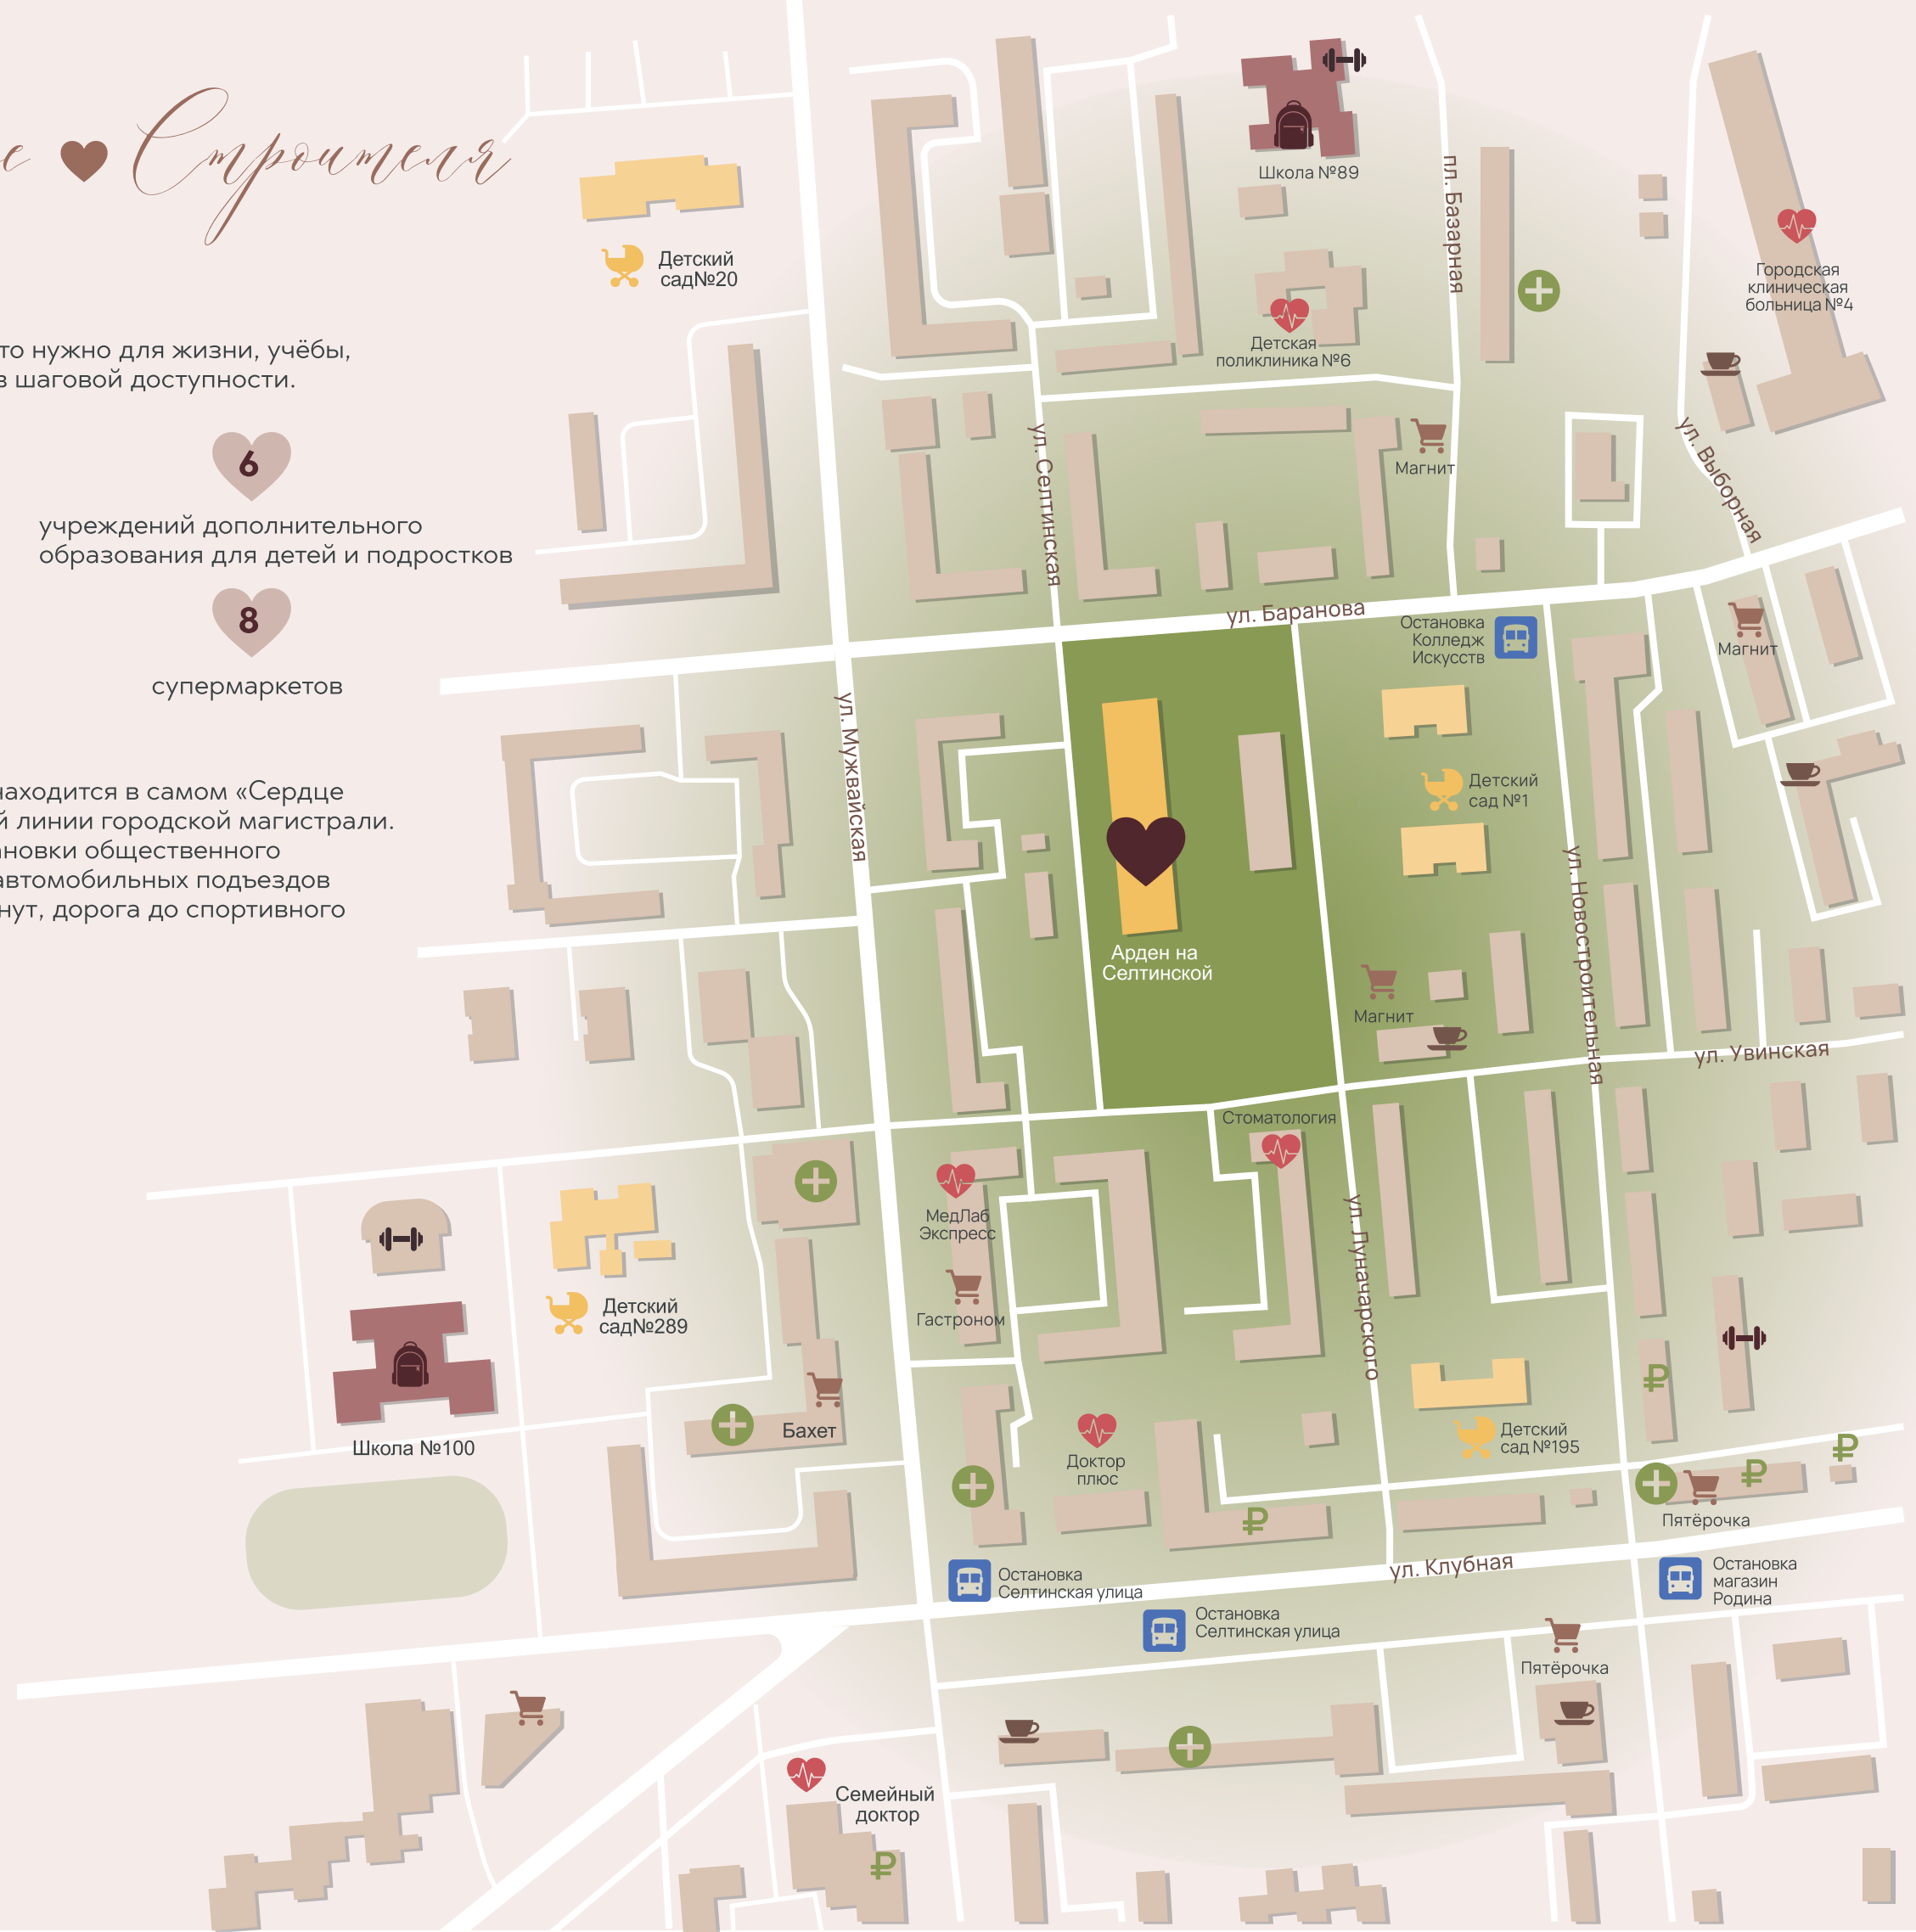 е Строителя
то нужно для жизни, учёбы,
в шаговой доступности.
6
учреждений дополнительного
образования для детей и подростков
8
супермаркетов
находится в самом «Сердце
й линии городской магистрали.
ановки общественного
автомобильных подъездов
нут, дорога до спортивного
Школа №89
Детский
сад№20
пл. Базарная
Городская
клиническая
больница №4
Детская
поликлиника №6
ул. Селтинская
Магнит
ул. Выборная
ул. Баранова
Остановка
Колледж
Искусств
Магнит
ул. Мужвайская
Детский
сад №1
ул. Новостроительная
Арден на
Селтинской
Магнит
ул. Увинская
Стоматология
МедЛаб
Экспресс
ул. Луначарского
Гастроном
Детский
сад№289
Школа №100
Бахет
Доктор
плюс
Детский
сад №195
₽
₽
₽
₽
Пятёрочка
ул. Клубная
Остановка
Селтинская улица
Остановка
магазин
Родина
Остановка
Селтинская улица
Пятёрочка
Семейный
доктор
₽